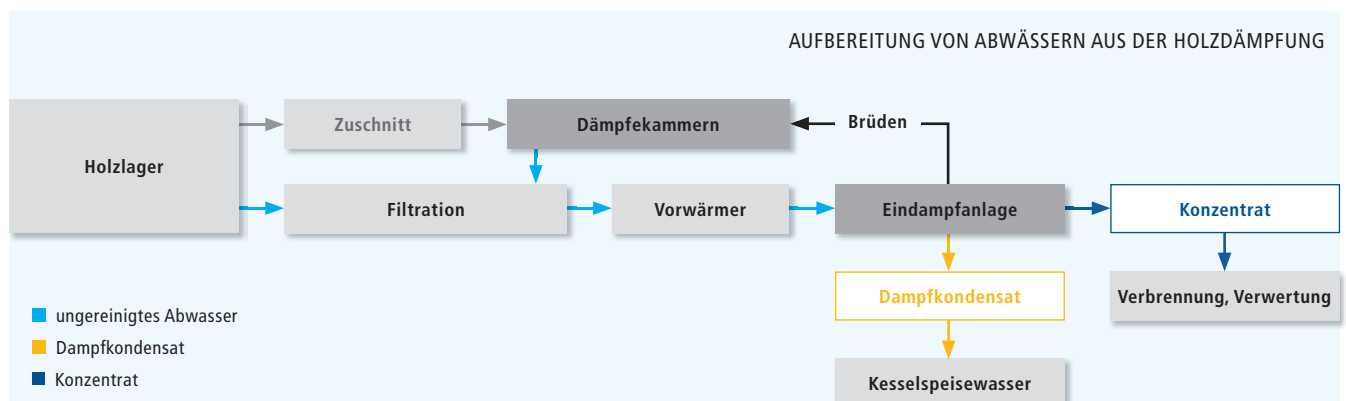 AUFBEREITUNG VON ABWÄSSERN AUS DER HOLZDÄMPFUNG
Holzlager
Zuschnitt
Dämpfekammern
Brüden
Filtration
Vorwärmer
Eindampfanlage
Konzentrat
Dampfkondensat
Verbrennung, Verwertung
Kesselspeisewasser
ungereinigtes Abwasser
Dampfkondensat
Konzentrat